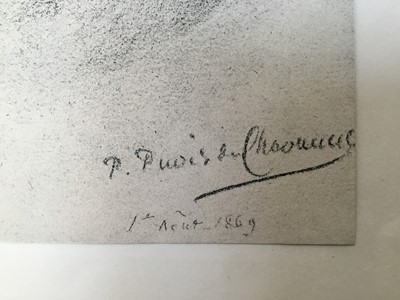 P. Puvis de Chavannes
1er Août 1869